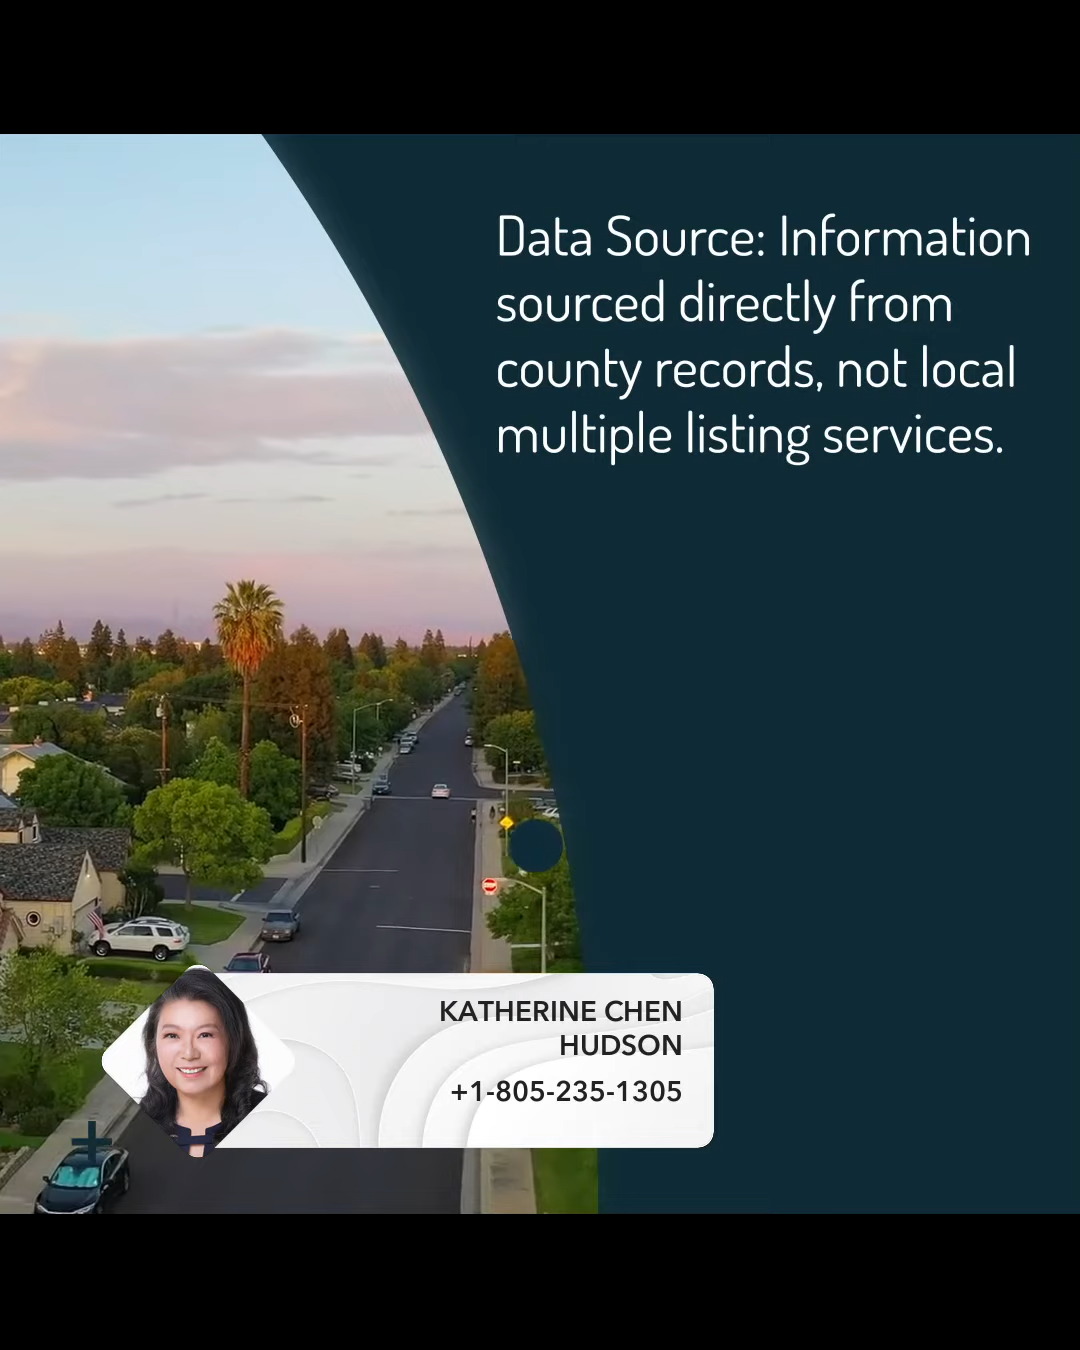 Data Source: Information
sourced directly from
county records, not local
multiple listing services.
KATHERINE CHEN
HUDSON
+1-805-235-1305